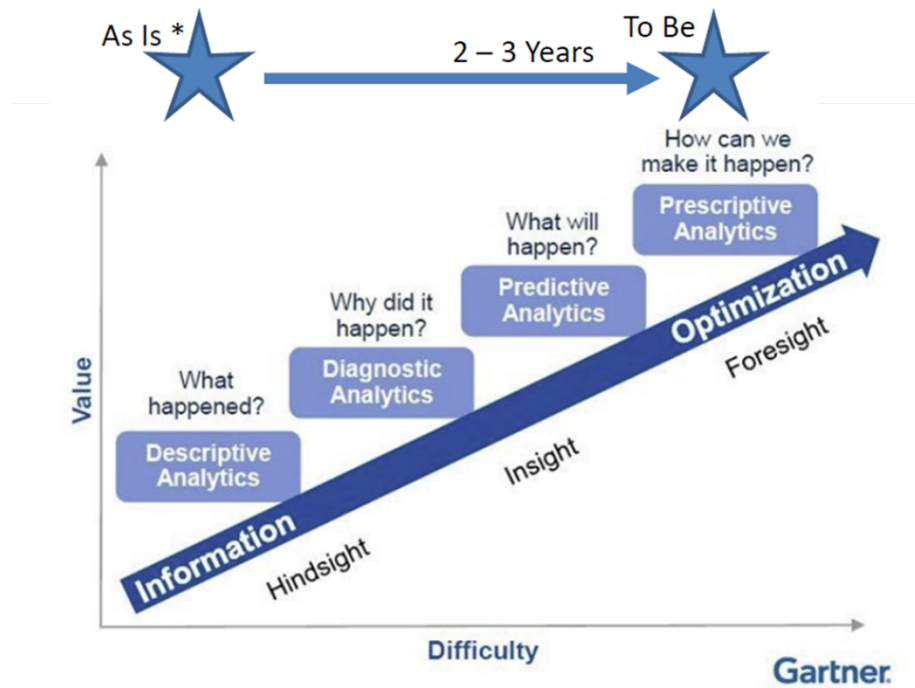 As Is *
2 – 3 Years
To Be
How can we
make it happen?
Prescriptive
Analytics
What will
happen?
Predictive
Analytics
Why did it
happen?
Diagnostic
Analytics
What
happened?
Descriptive
Analytics
Value
Information
Optimization
Hindsight
Insight
Foresight
Difficulty
Gartner.